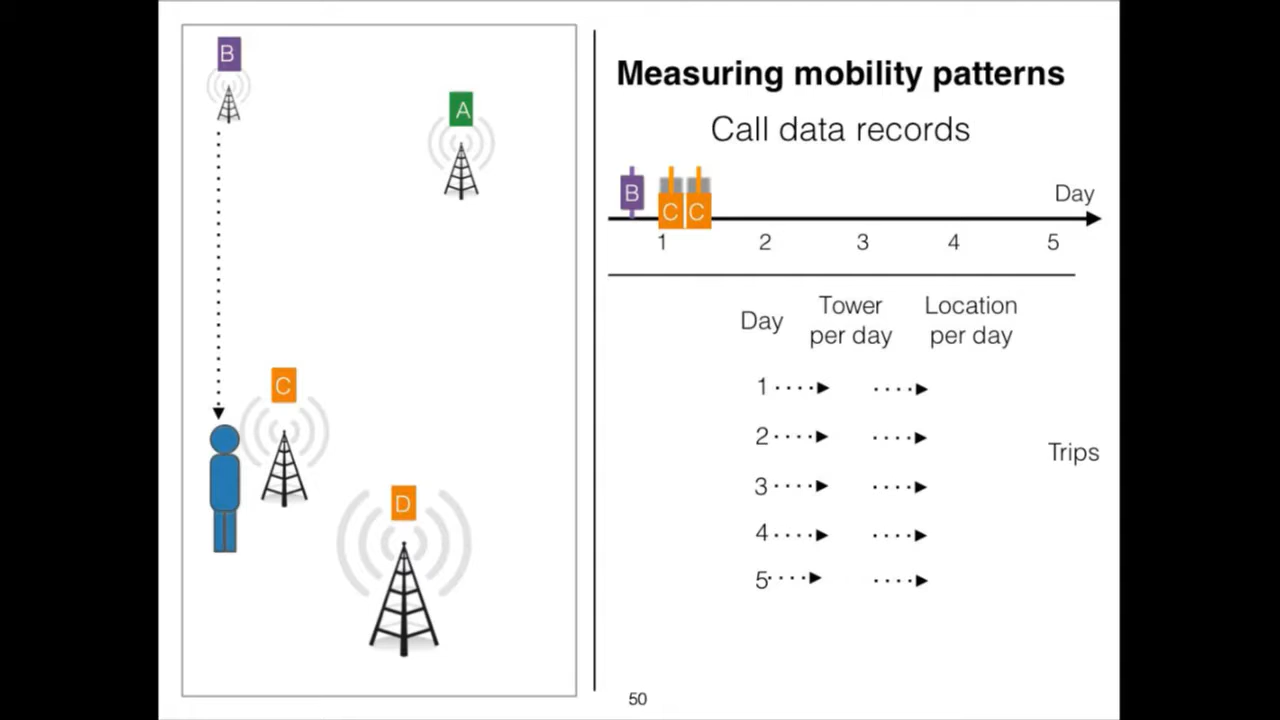 B
A
C
D
Measuring mobility patterns
Call data records
B C C
Day
1 2 3 4 5
Day Tower per day Location per day
1
2
3
4
5
Trips
50